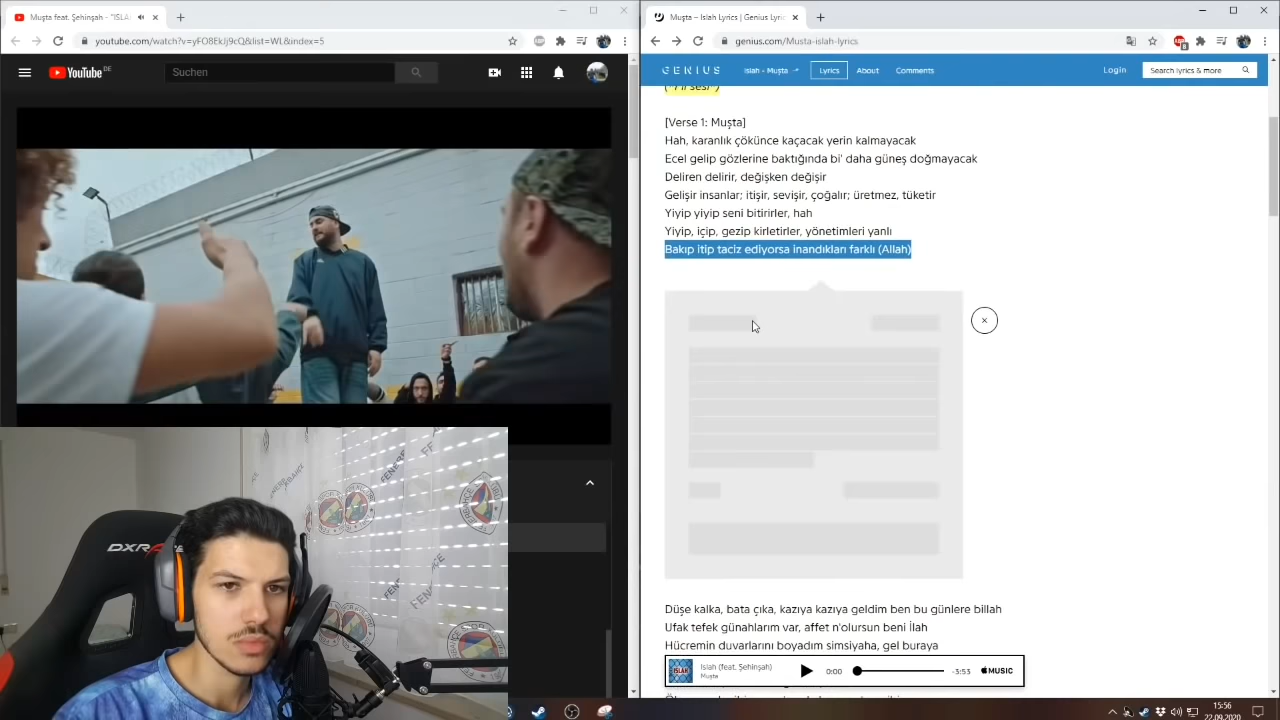 Muşta feat. Şehinşah - "ISLA
youtube.com/watch?v=yFO8EkJj9cQ&list=WL&index=5
YouTube DE
Suchen
Muşta – Islah Lyrics | Genius Lyric
genius.com/Musta-islah-lyrics
GENIUS
Islah - Muşta
Lyrics
About
Comments
Login
Search lyrics & more
[Verse 1: Muşta]
Hah, karanlık çökünce kaçacak yerin kalmayacak
Ecel gelip gözlerine baktığında bi' daha güneş doğmayacak
Deliren delirir, değişken değişir
Gelişir insanlar; itişir, sevişir, çoğalır; üretmez, tüketir
Yiyip yiyip seni bitirirler, hah
Yiyip, içip, gezip kirletirler, yönetimleri yanlı
Bakıp itip taciz ediyorsa inandıkları farklı (Allah)
Düşe kalka, bata çıka, kazıya kazıya geldim ben bu günlere billah
Ufak tefek günahlarım var, affet n'olursun beni İlah
Hücremin duvarlarını boyadım simsiyaha, gel buraya
ISLAH
Islah (feat. Şehinşah)
Muşta
0:00
-3:53
MUSIC
DXRA
FENERBAHÇE
15:56
22.09.2020